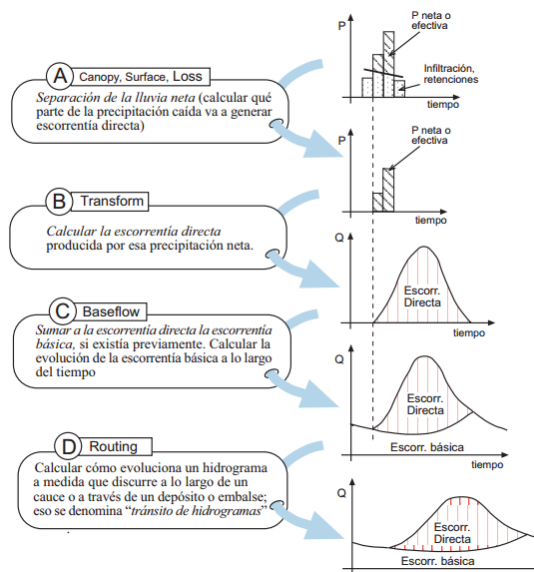 P
P neta o
efectiva
Infiltración,
retenciones
tiempo
A
Canopy, Surface, Loss
Separación de la lluvia neta (calcular qué
parte de la precipitación caída va a generar
escorrentía directa)
P
P neta o
efectiva
tiempo
B
Transform
Calcular la escorrentía directa
producida por esa precipitación neta.
Q
Escorr.
Directa
tiempo
C
Baseflow
Sumar a la escorrentía directa la escorrentía
básica, si existía previamente. Calcular la
evolución de la escorrentía básica a lo largo
del tiempo
Q
Escorr.
Directa
Escorr. básica
tiempo
D
Routing
Calcular cómo evoluciona un hidrograma
a medida que discurre a lo largo de un
cauce o a través de un depósito o embalse;
eso se denomina “tránsito de hidrogramas”
Q
Escorr.
Directa
Escorr. básica